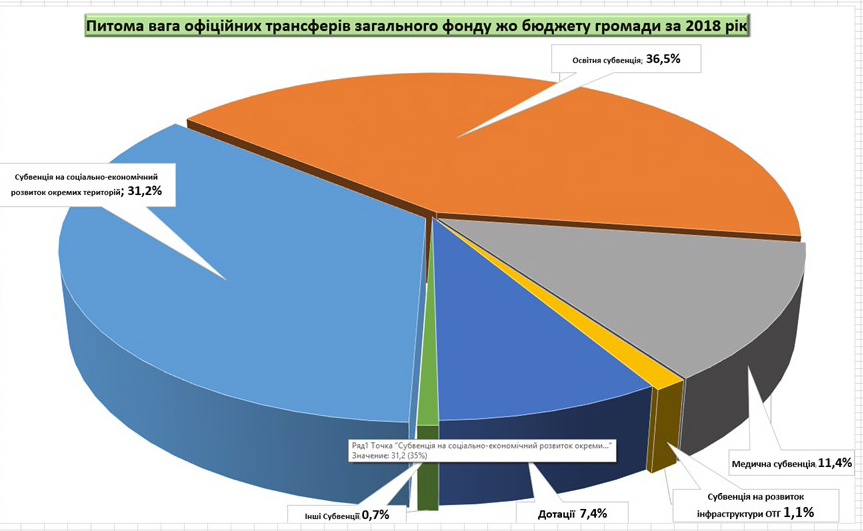 Питома вага офіційних трансферів загального фонду жо бюджету громади за 2018 рік
Освітня субвенція; 36,5%
Субвенція на соціально-економічний
розвиток окремих територій; 31,2%
Ряд1 Точка "Субвенція на соціально-економічний розвиток окреми..."
Значение: 31,2 (35%)
Медична субвенція 11,4%
Субвенція на розвиток
інфраструктури ОТГ 1,1%
Інші Субвенції 0,7%
Дотації 7,4%